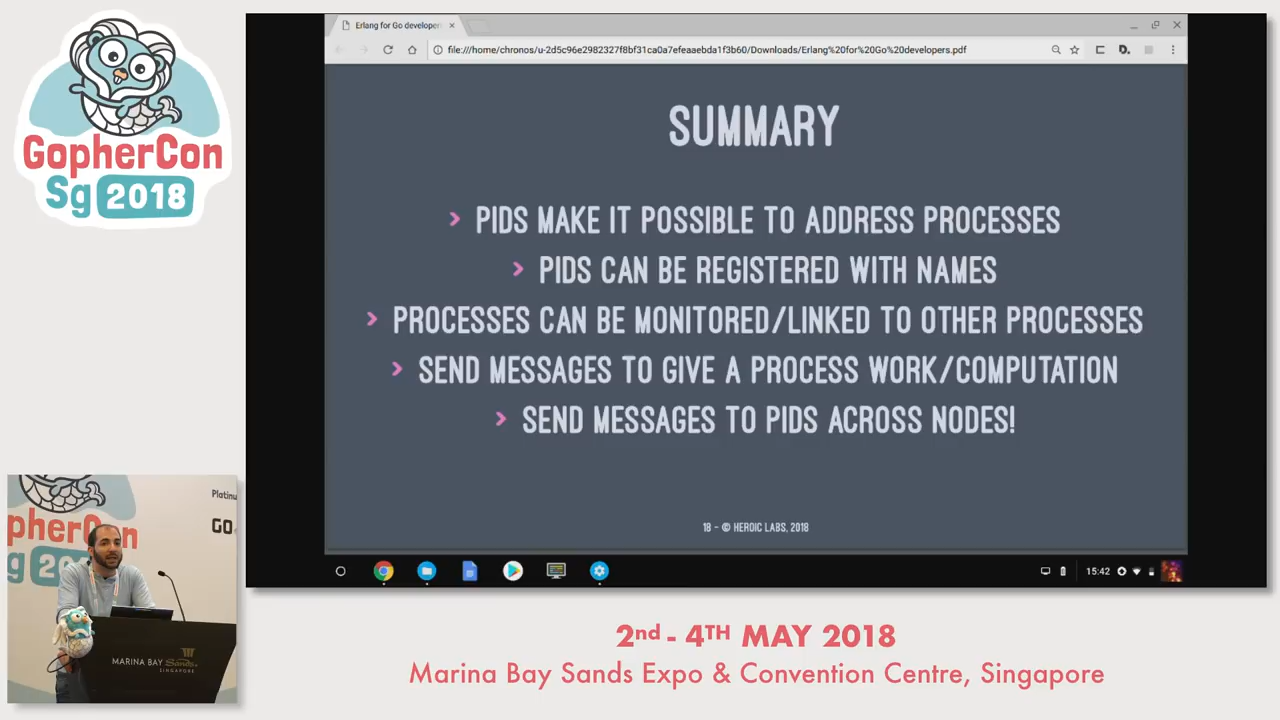 GopherCon
Sg 2018
Erlang for Go developer
file:///home/chronos/u-2d5c96e2982327f8bf31ca0a7efeaaebda1f3b60/Downloads/Erlang%20for%20Go%20developers.pdf
SUMMARY
> PIDS MAKE IT POSSIBLE TO ADDRESS PROCESSES
> PIDS CAN BE REGISTERED WITH NAMES
> PROCESSES CAN BE MONITORED/LINKED TO OTHER PROCESSES
> SEND MESSAGES TO GIVE A PROCESS WORK/COMPUTATION
> SEND MESSAGES TO PIDS ACROSS NODES!
18 - © HEROIC LABS, 2018
15:42
Platinu
GO
pherCon
g 20
MARINA BAY Sands
SINGAPORE
2nd - 4TH MAY 2018
Marina Bay Sands Expo & Convention Centre, Singapore